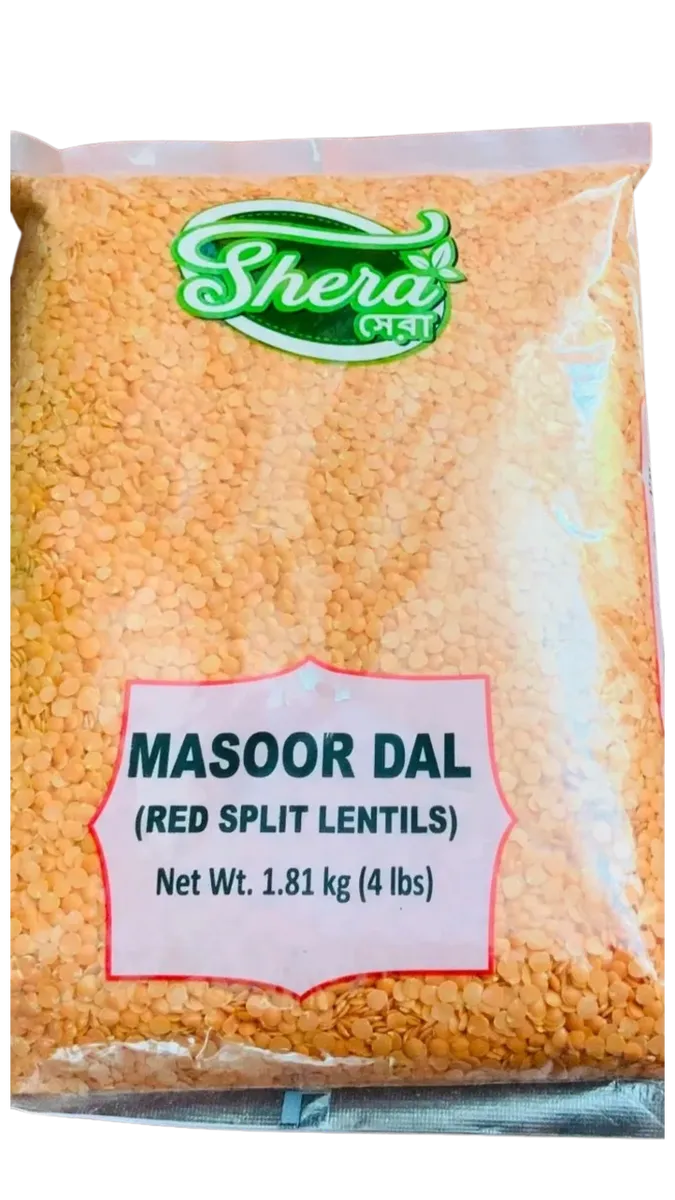 Shera
সেরা
MASOOR DAL
(RED SPLIT LENTILS)
Net Wt. 1.81 kg (4 lbs)